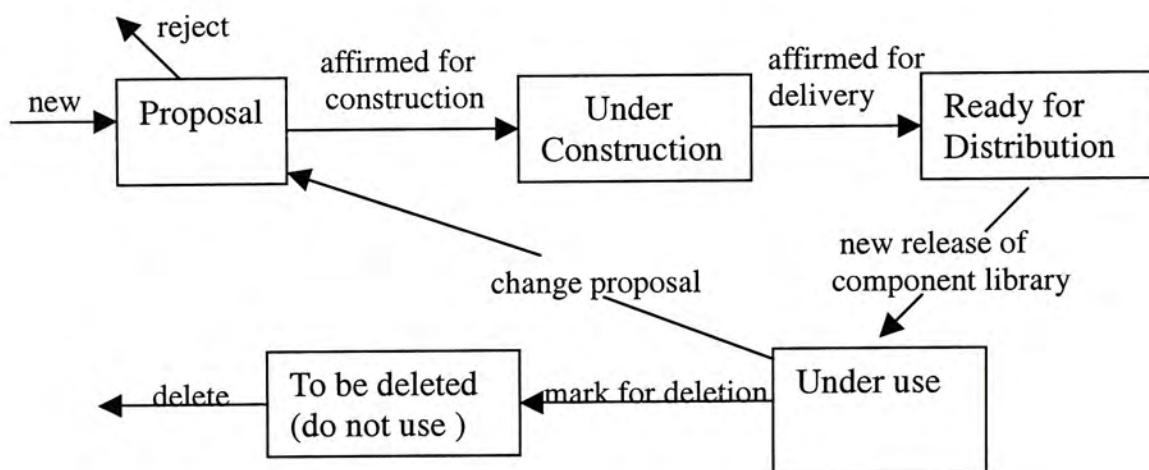 reject
new
Proposal
affirmed for
construction
Under
Construction
affirmed for
delivery
Ready for
Distribution
new release of
component library
change proposal
Under use
mark for deletion
To be deleted
(do not use )
delete